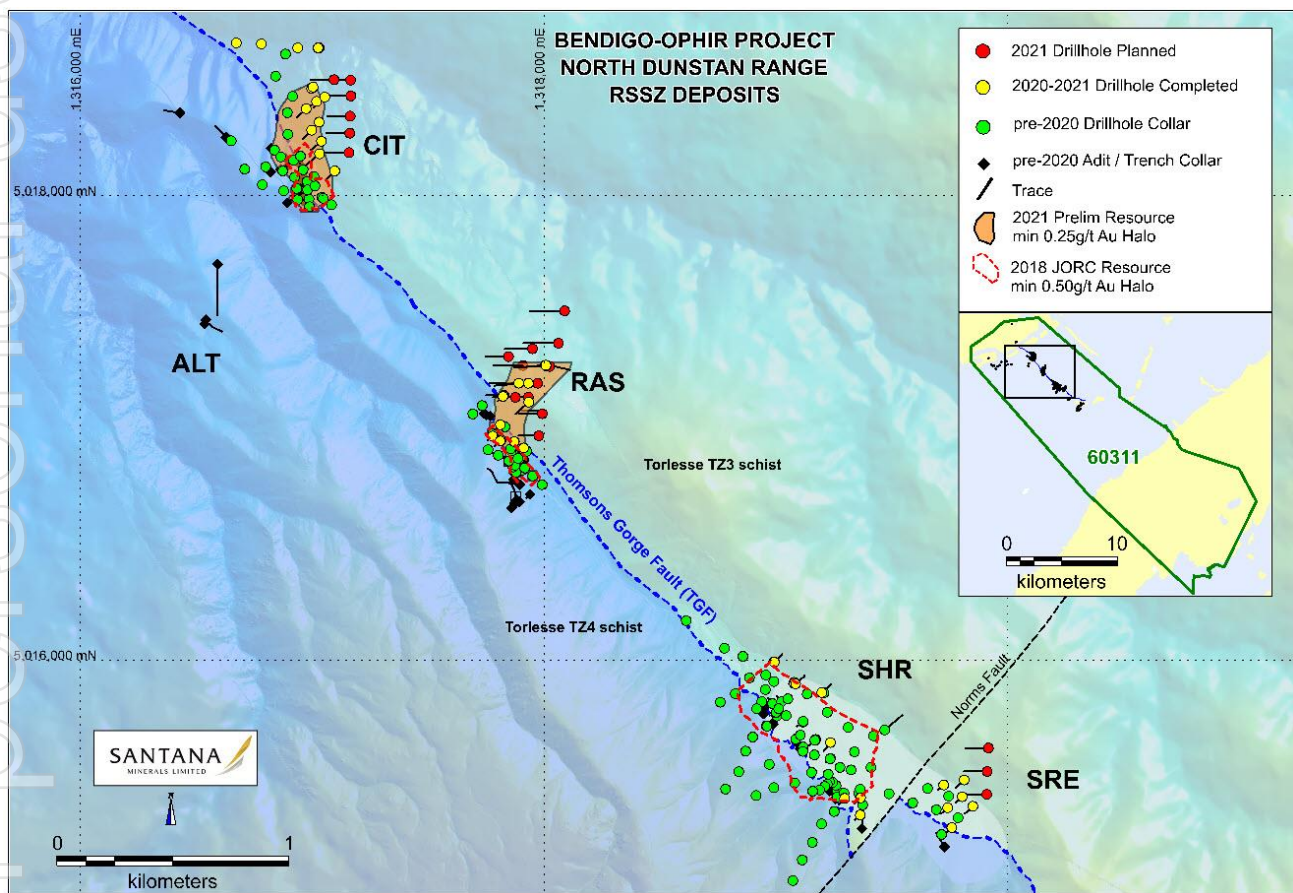 BENDIGO-OPHIR PROJECT
NORTH DUNSTAN RANGE
RSSZ DEPOSITS
1,316,000 mE
1,318,000 mE
5,018,000 mN
5,016,000 mN
CIT
ALT
RAS
SHR
SRE
Torlesse TZ3 schist
Thomsons Gorge Fault (TGF)
Torlesse TZ4 schist
Norms Fault
2021 Drillhole Planned
2020-2021 Drillhole Completed
pre-2020 Drillhole Collar
pre-2020 Adit / Trench Collar
Trace
2021 Prelim Resource
min 0.25g/t Au Halo
2018 JORC Resource
min 0.50g/t Au Halo
60311
0 10
kilometers
SANTANA
MINERALS LIMITED
N
0 1
kilometers